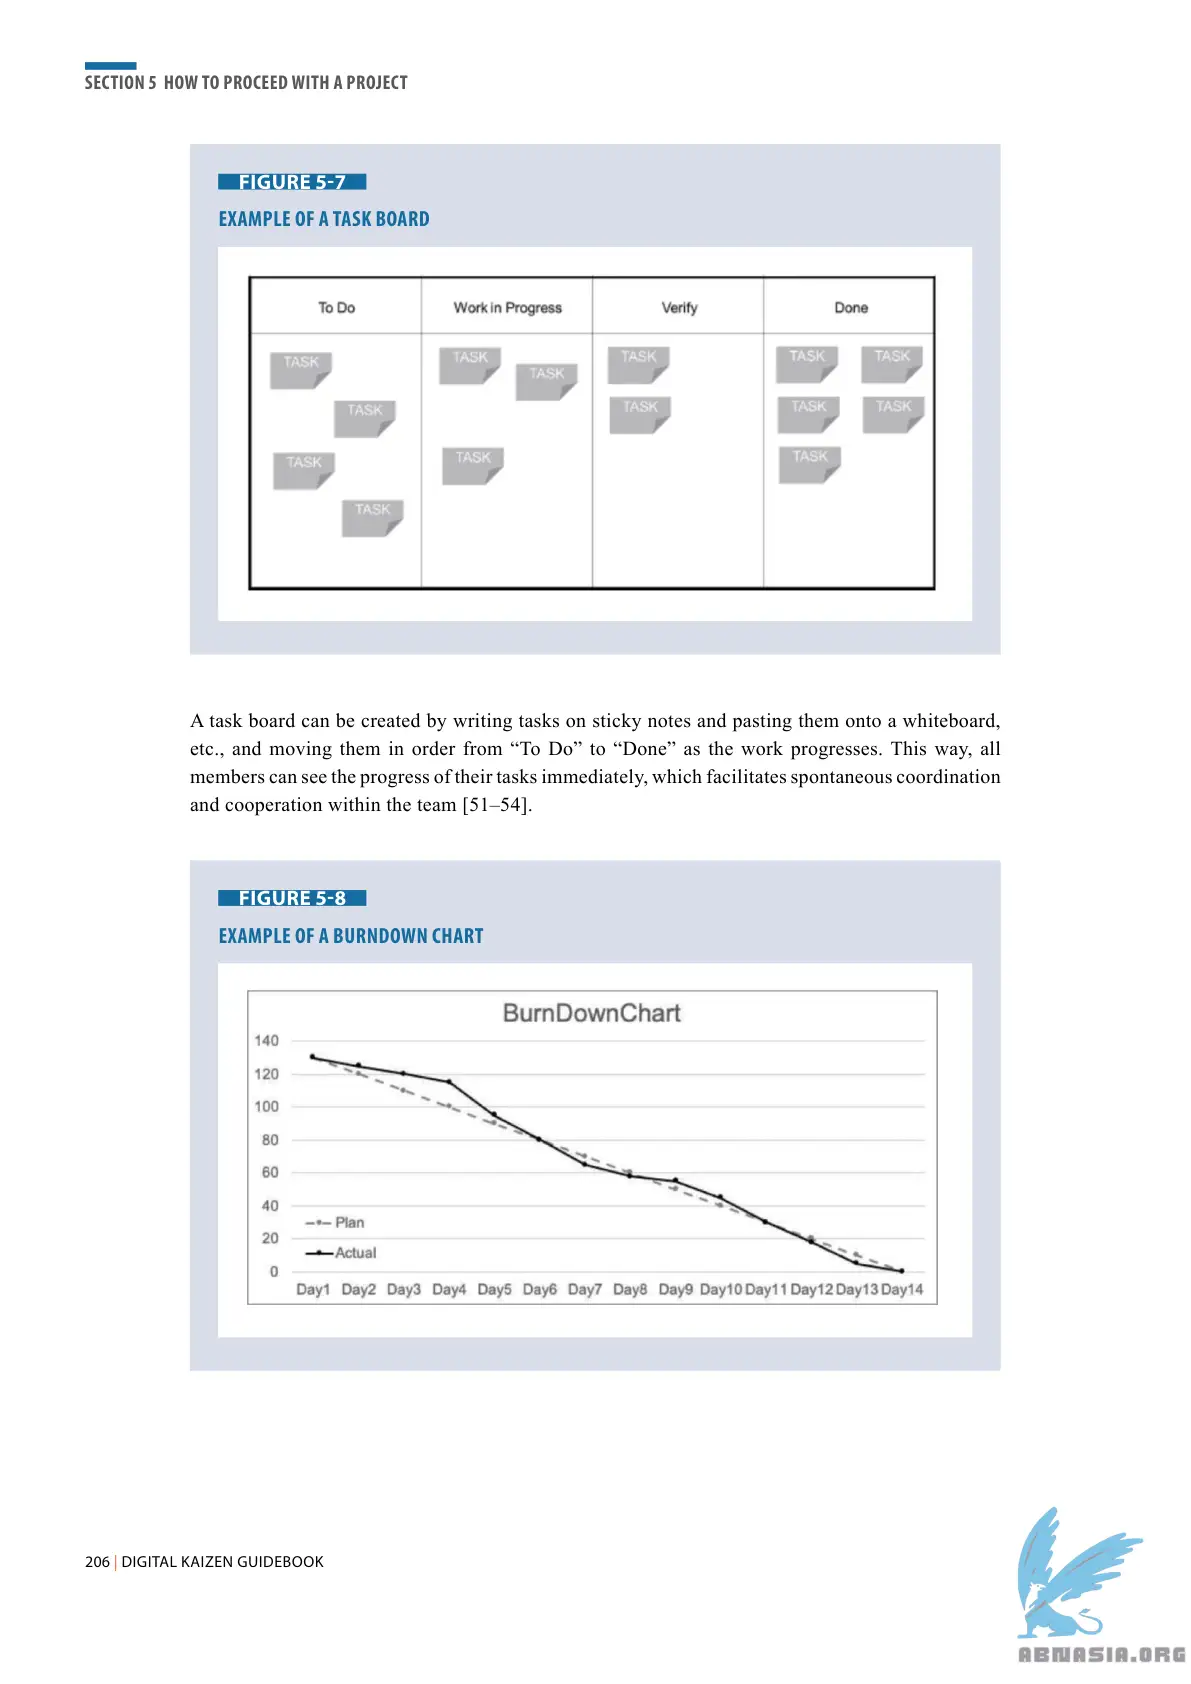 SECTION 5 HOW TO PROCEED WITH A PROJECT
FIGURE 5-7
EXAMPLE OF A TASK BOARD
To Do Work in Progress Verify Done
TASK TASK TASK TASK TASK
TASK
TASK TASK TASK TASK
TASK TASK TASK
TASK
A task board can be created by writing tasks on sticky notes and pasting them onto a whiteboard,
etc., and moving them in order from “To Do” to “Done” as the work progresses. This way, all
members can see the progress of their tasks immediately, which facilitates spontaneous coordination
and cooperation within the team [51–54].
FIGURE 5-8
EXAMPLE OF A BURNDOWN CHART
BurnDownChart
140
120
100
80
60
40
20
0
Plan
Actual
Day1 Day2 Day3 Day4 Day5 Day6 Day7 Day8 Day9 Day10 Day11 Day12 Day13 Day14
206 | DIGITAL KAIZEN GUIDEBOOK
ABNASIA.ORG